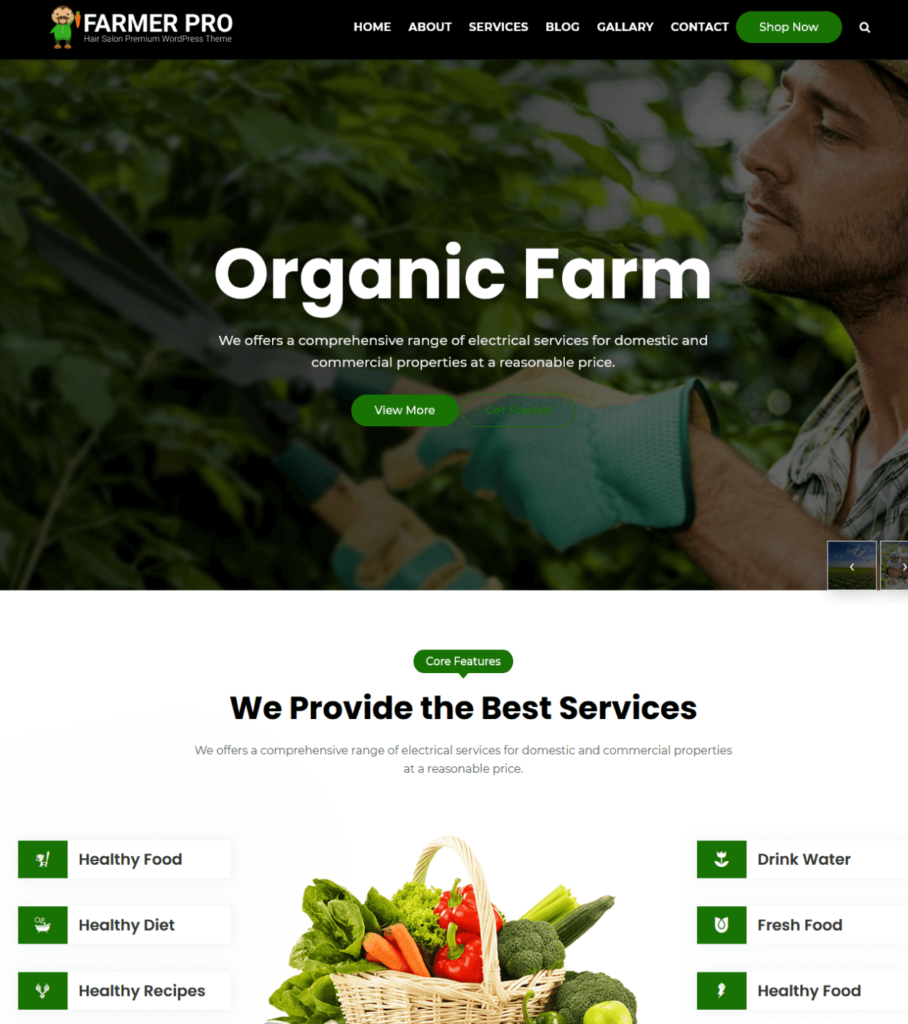 FARMER PRO
Hair Salon Premium WordPress Theme
HOME ABOUT SERVICES BLOG GALLARY CONTACT Shop Now
Organic Farm
We offers a comprehensive range of electrical services for domestic and
commercial properties at a reasonable price.
View More Get Started
Core Features
We Provide the Best Services
We offers a comprehensive range of electrical services for domestic and commercial properties
at a reasonable price.
Healthy Food
Drink Water
Healthy Diet
Fresh Food
Healthy Recipes
Healthy Food